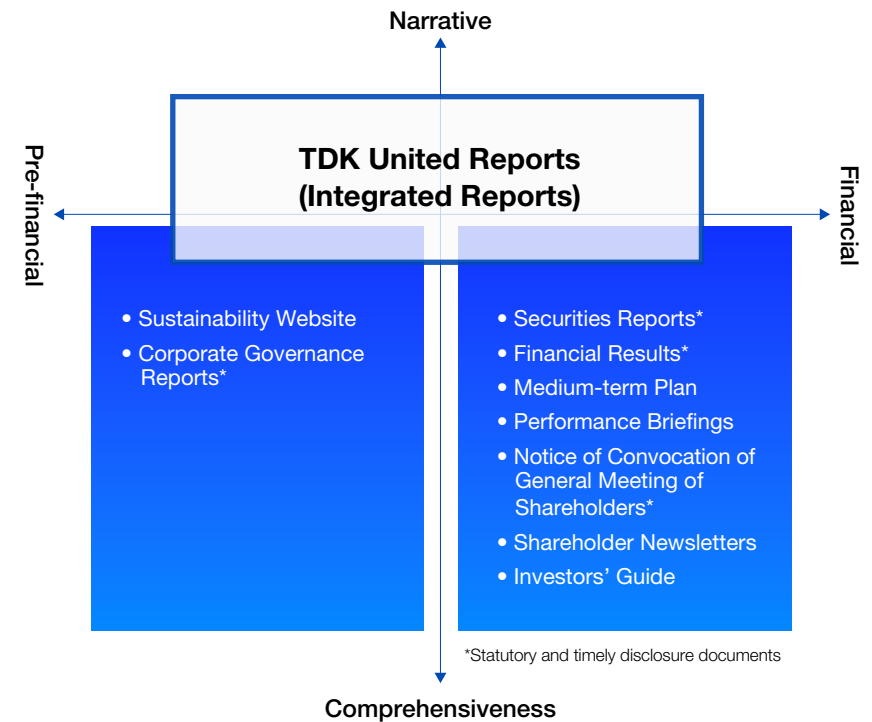 Narrative
Pre-financial
TDK United Reports
(Integrated Reports)
Financial
• Sustainability Website
• Corporate Governance
Reports*
• Securities Reports*
• Financial Results*
• Medium-term Plan
• Performance Briefings
• Notice of Convocation of
General Meeting of
Shareholders*
• Shareholder Newsletters
• Investors’ Guide
*Statutory and timely disclosure documents
Comprehensiveness